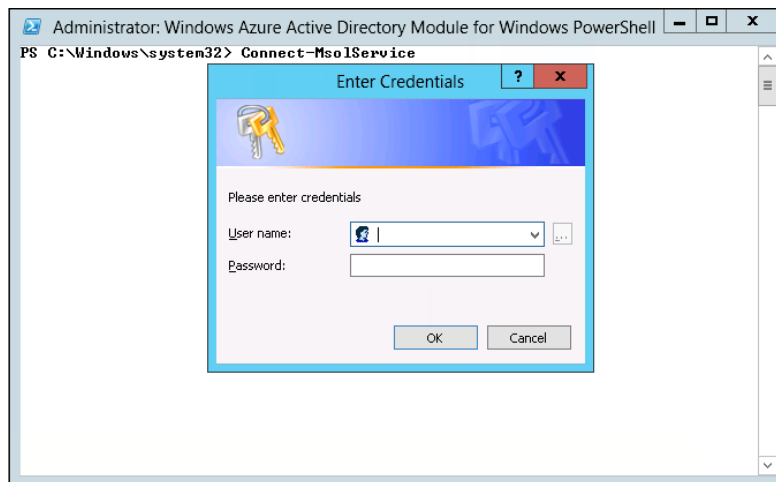 Administrator: Windows Azure Active Directory Module for Windows PowerShell
PS C:\Windows\system32> Connect-MsolService
Enter Credentials
?
x
Please enter credentials
User name:
...
Password:
OK
Cancel